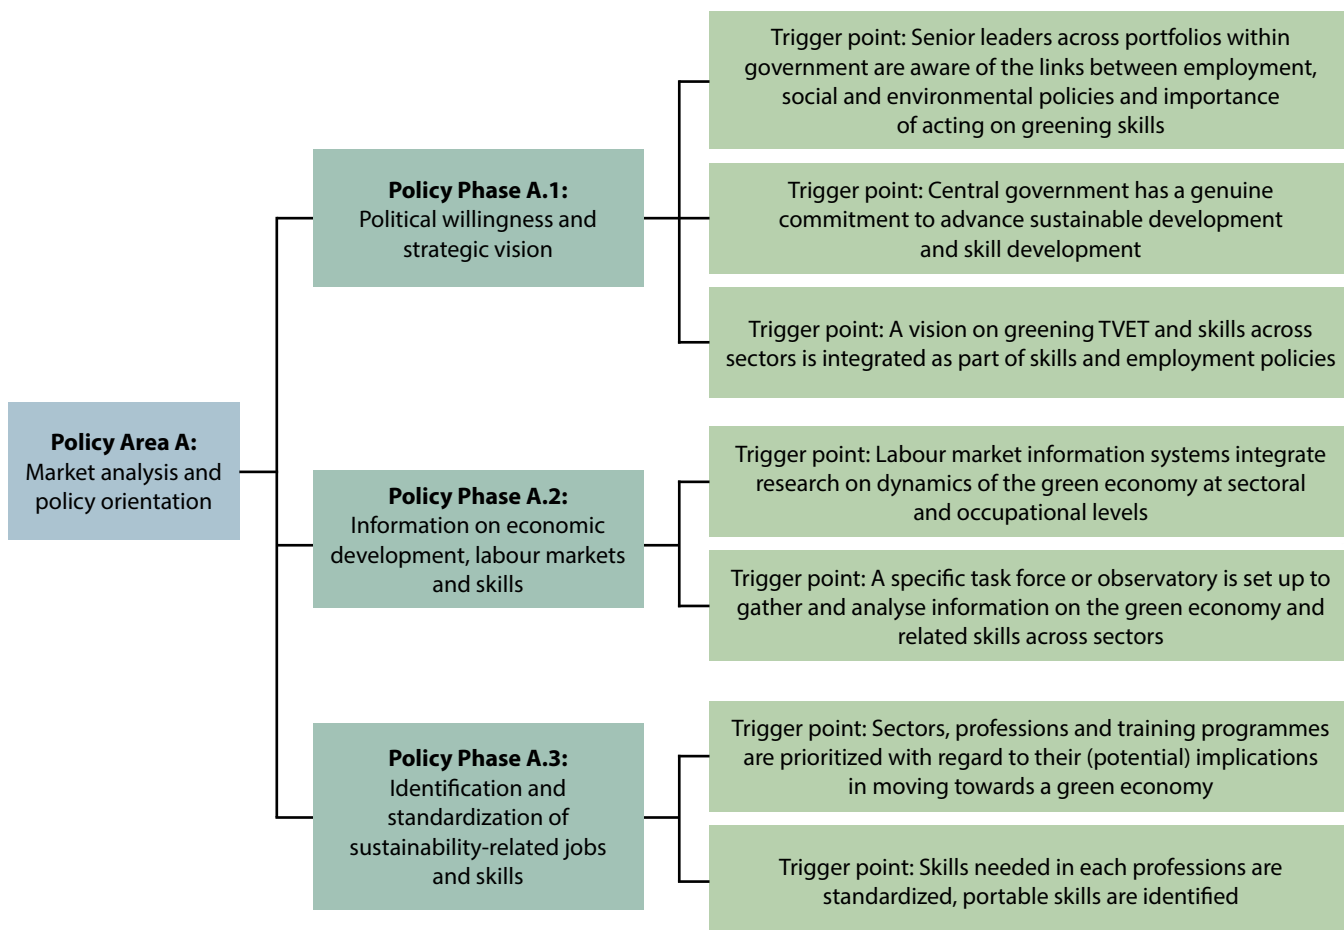 Policy Area A:
Market analysis and
policy orientation
Policy Phase A.1:
Political willingness and
strategic vision
Trigger point: Senior leaders across portfolios within
government are aware of the links between employment,
social and environmental policies and importance
of acting on greening skills
Trigger point: Central government has a genuine
commitment to advance sustainable development
and skill development
Trigger point: A vision on greening TVET and skills across
sectors is integrated as part of skills and employment policies
Policy Phase A.2:
Information on economic
development, labour markets
and skills
Trigger point: Labour market information systems integrate
research on dynamics of the green economy at sectoral
and occupational levels
Trigger point: A specific task force or observatory is set up to
gather and analyse information on the green economy and
related skills across sectors
Policy Phase A.3:
Identification and
standardization of
sustainability-related jobs
and skills
Trigger point: Sectors, professions and training programmes
are prioritized with regard to their (potential) implications
in moving towards a green economy
Trigger point: Skills needed in each professions are
standardized, portable skills are identified